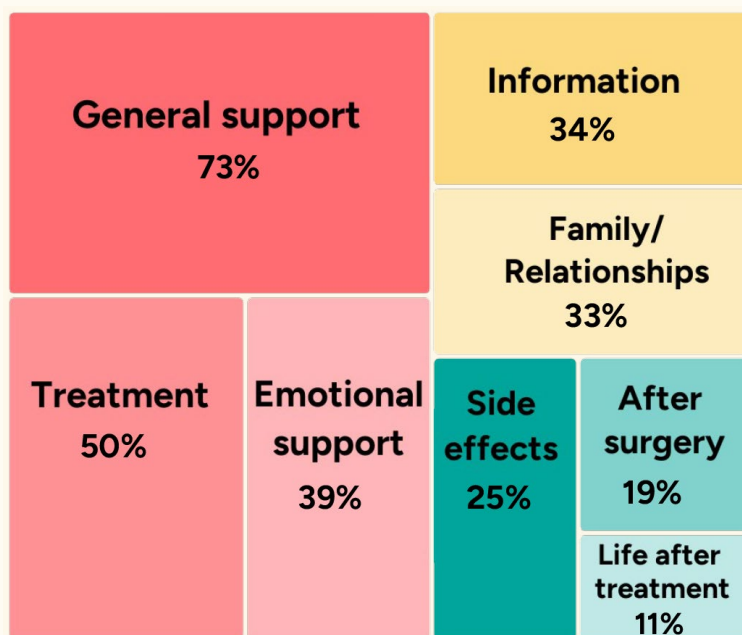 General support
73%
Information
34%
Family/
Relationships
33%
Treatment
50%
Emotional
support
39%
Side
effects
25%
After
surgery
19%
Life after
treatment
11%